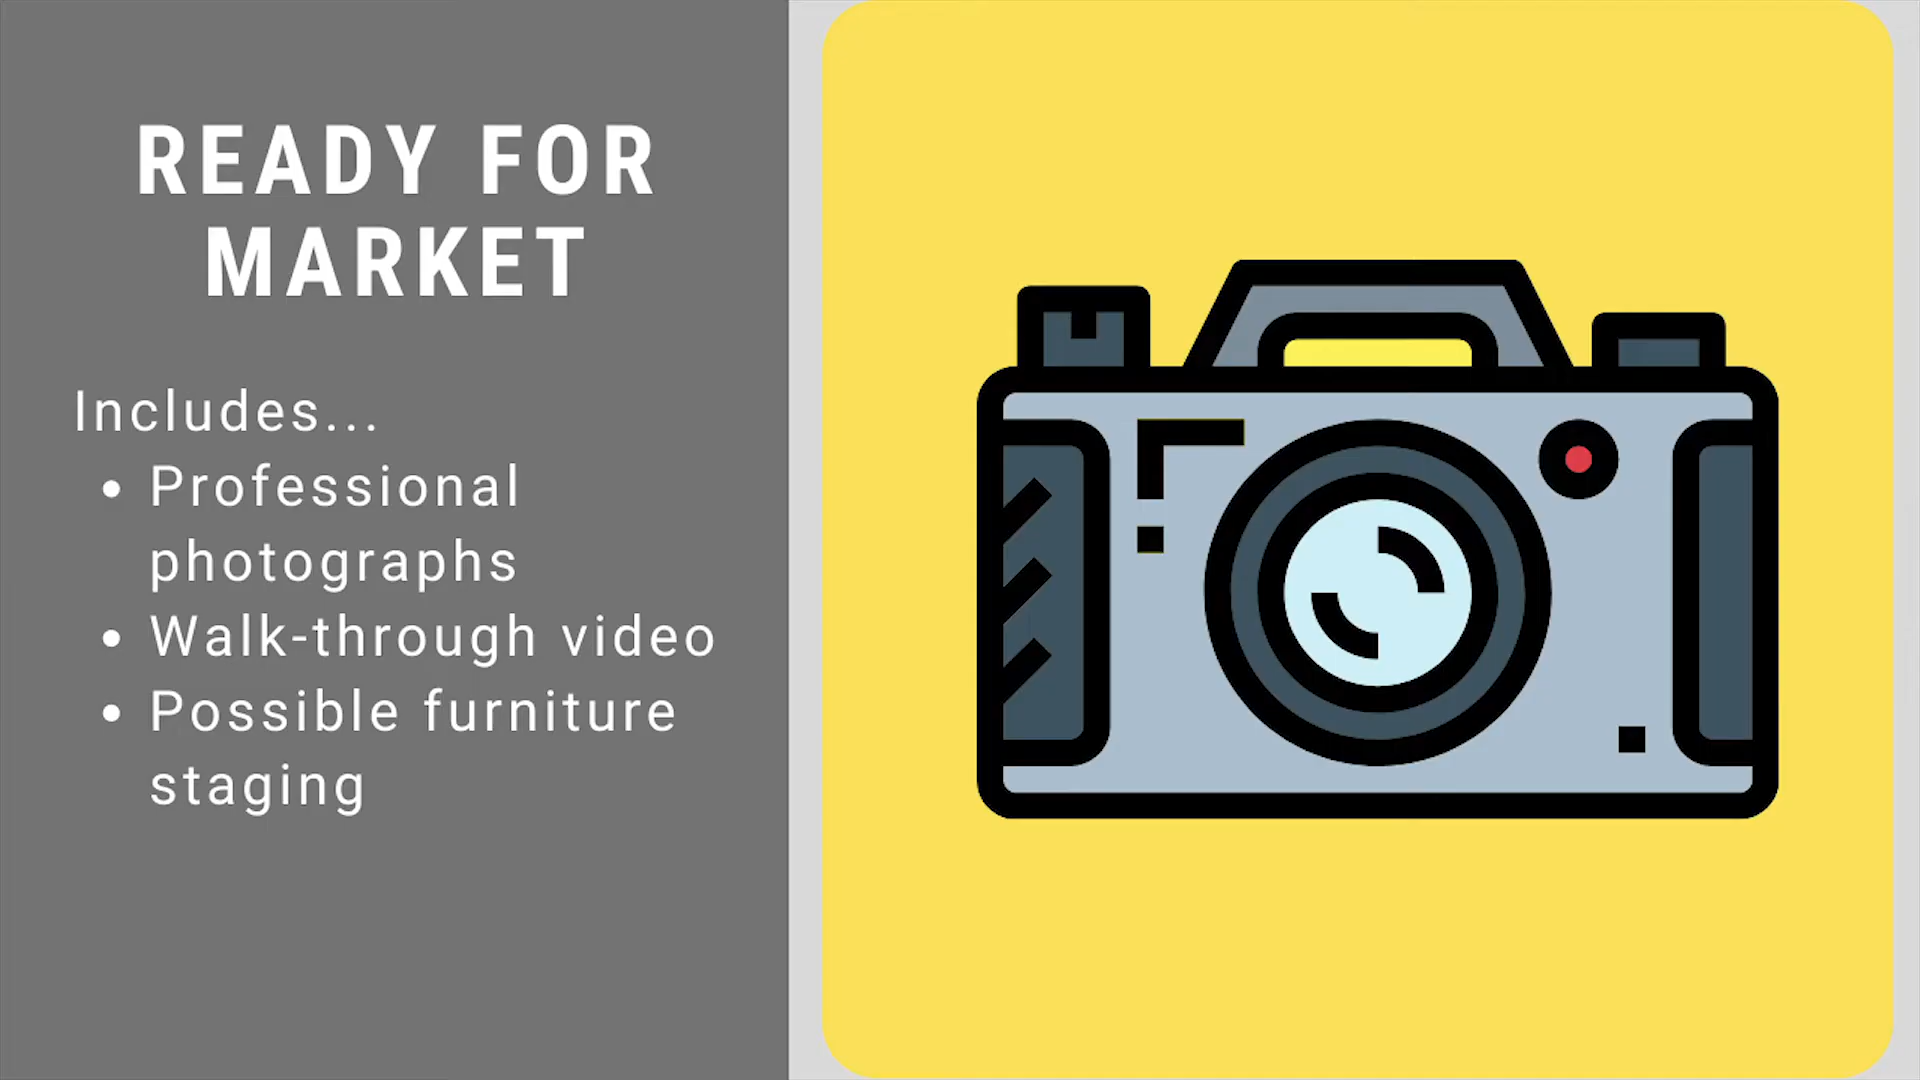 READY FOR
MARKET
Includes...
• Professional
photographs
• Walk-through video
• Possible furniture
staging